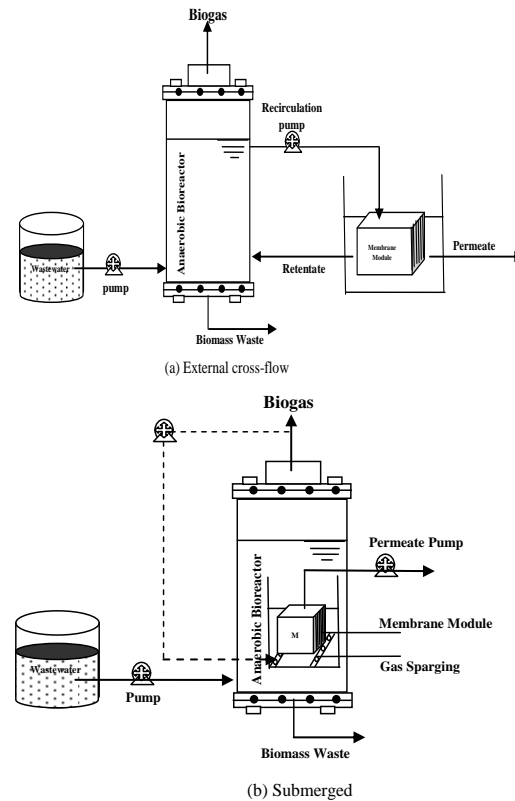 Biogas
Recirculation
pump
Anaerobic Bioreactor
Wastewater
pump
Membrane
Module
Permeate
Retentate
Biomass Waste
(a) External cross-flow
Biogas
Permeate Pump
Anaerobic Bioreactor
M
Membrane Module
Wastewater
Gas Sparging
Pump
Biomass Waste
(b) Submerged